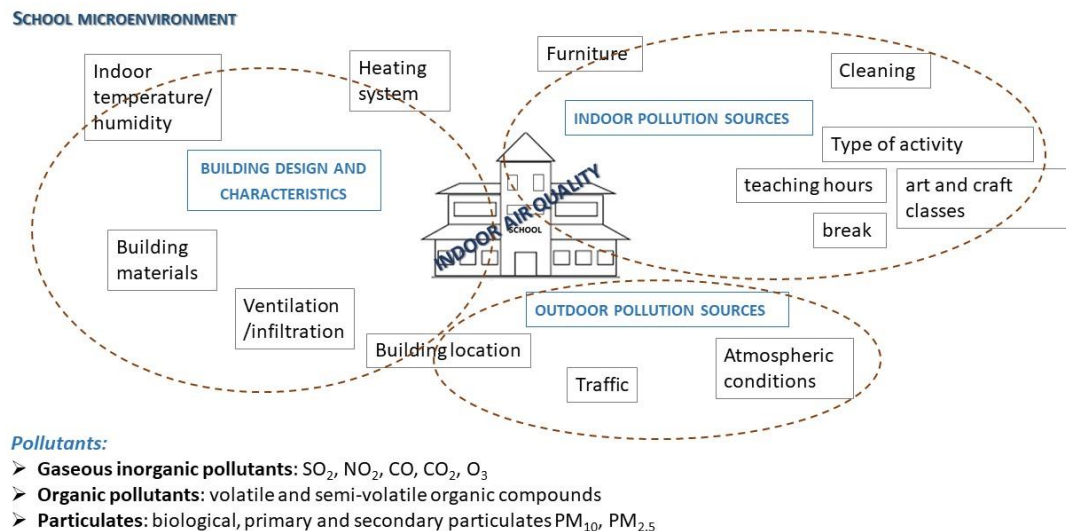 SCHOOL MICROENVIRONMENT
Indoor
temperature/
humidity
Heating
system
BUILDING DESIGN AND
CHARACTERISTICS
Building
materials
Ventilation
/infiltration
Building location
INDOOR AIR QUALITY
SCHOOL
Furniture
Cleaning
INDOOR POLLUTION SOURCES
Type of activity
teaching hours
art and craft
classes
break
OUTDOOR POLLUTION SOURCES
Traffic
Atmospheric
conditions
Pollutants:
➢ Gaseous inorganic pollutants: SO₂, NO₂, CO, CO₂, O₃
➢ Organic pollutants: volatile and semi-volatile organic compounds
➢ Particulates: biological, primary and secondary particulates PM₁₀, PM₂.₅